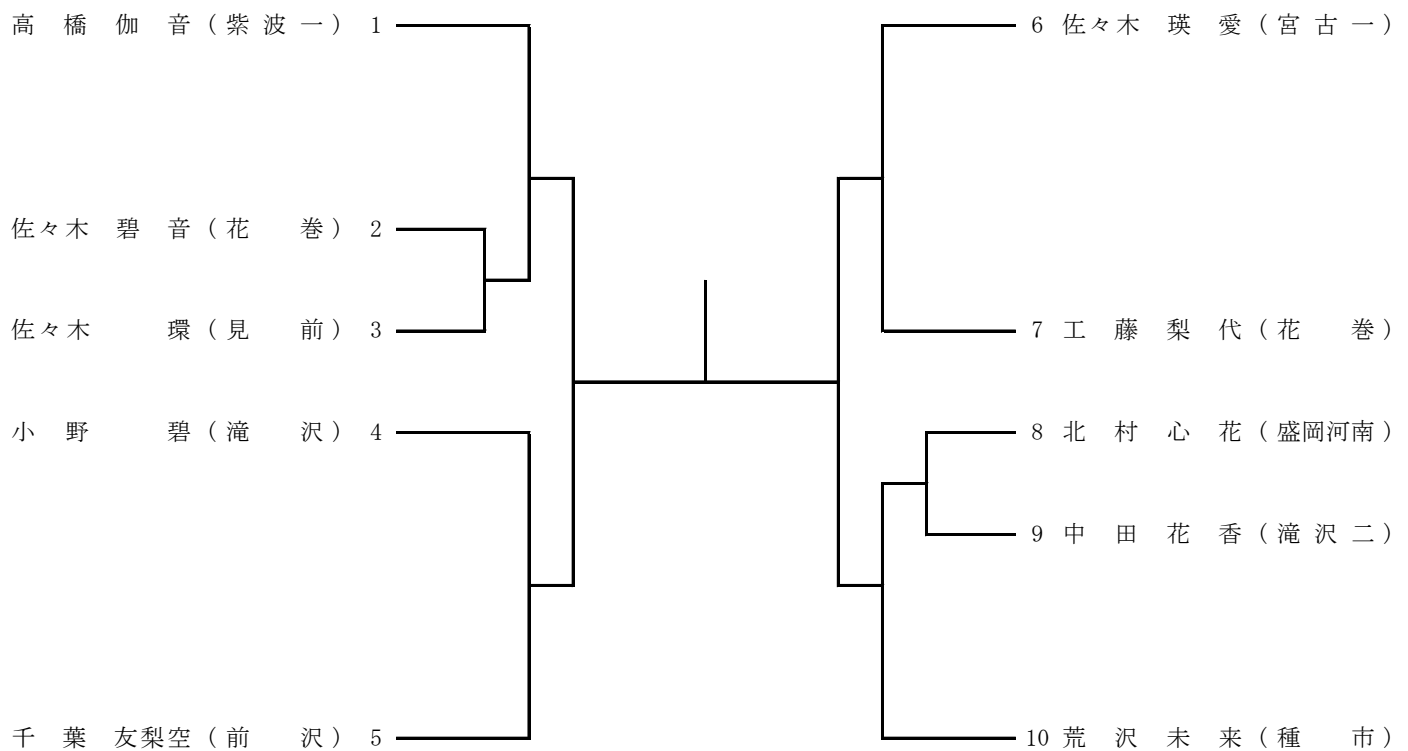 高橋伽音(紫波一) 1
佐々木碧音(花巻) 2
佐々木環(見前) 3
小野碧(滝沢) 4
千葉友梨空(前沢) 5
6 佐々木瑛愛(宮古一)
7 工藤梨代(花巻)
8 北村心花(盛岡河南)
9 中田花香(滝沢二)
10 荒沢未来(種市)